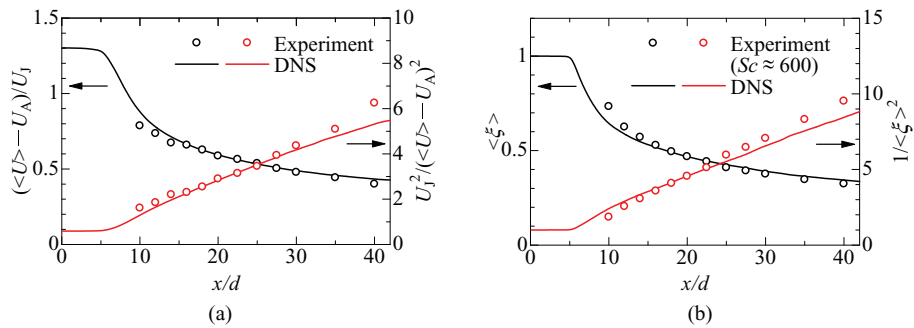 (a)
1.5
1
0.5
0
(<U>−U_A)/U_J
10
8
6
4
2
0
U_J^2/(<U>−U_A)^2
Experiment
DNS
0 10 20 30 40
x/d
(a)
(b)
1
0.5
0
<ξ>
15
10
5
0
1/<ξ>^2
Experiment
(Sc ≈ 600)
DNS
0 10 20 30 40
x/d
(b)